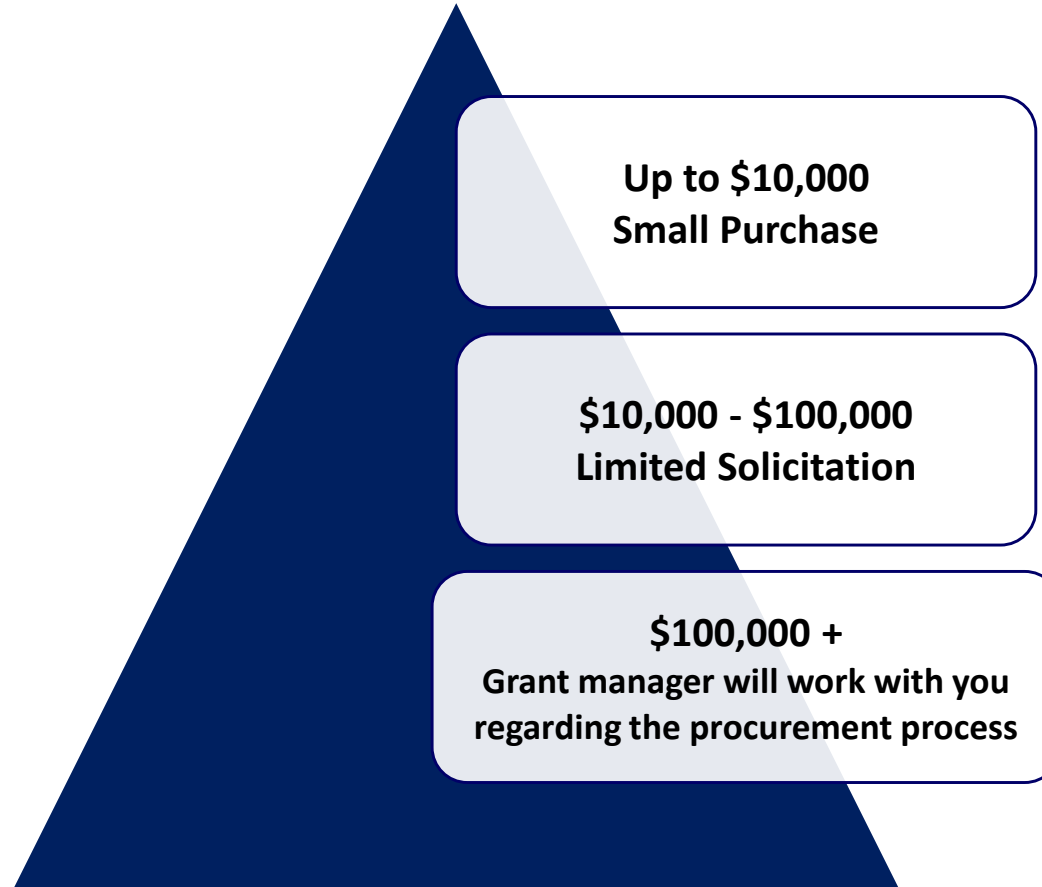 Up to $10,000
Small Purchase
$10,000 - $100,000
Limited Solicitation
$100,000 +
Grant manager will work with you
regarding the procurement process